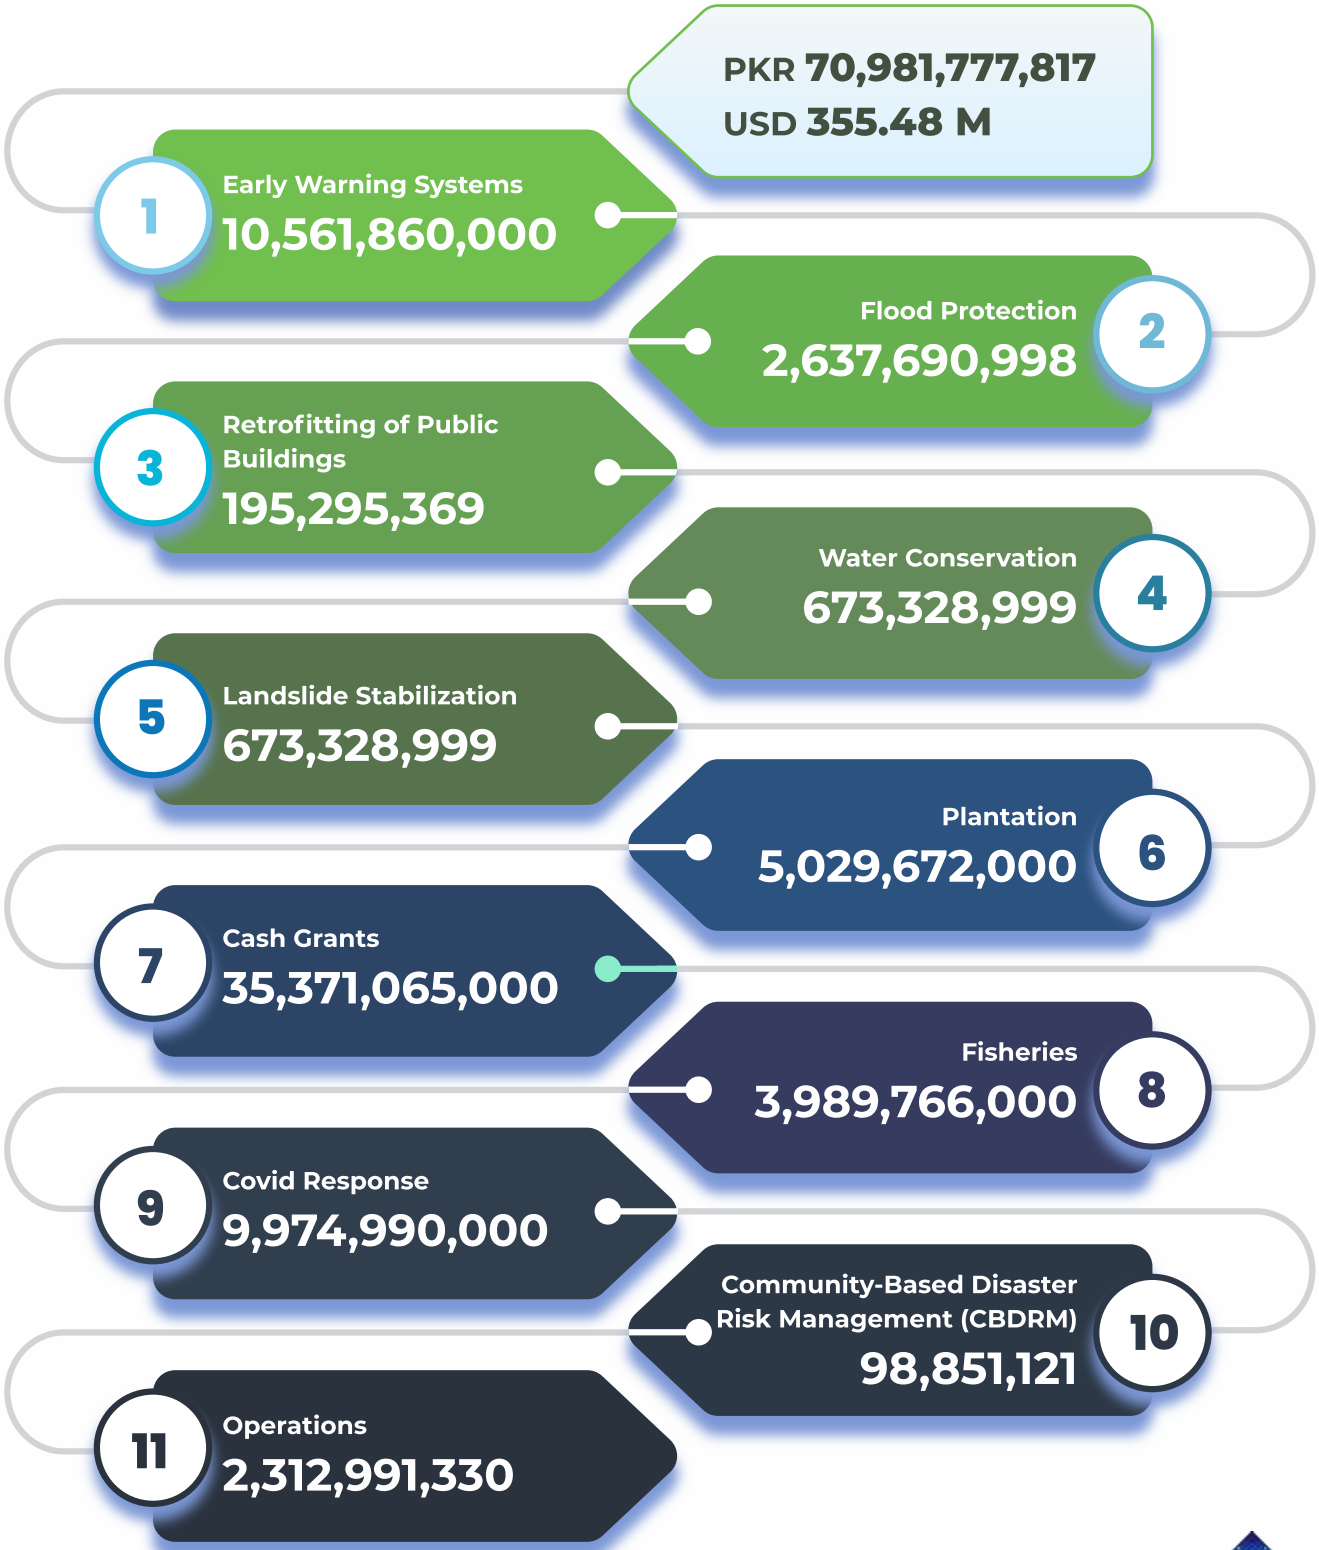 PKR 70,981,777,817
USD 355.48 M
1
Early Warning Systems
10,561,860,000
2
Flood Protection
2,637,690,998
3
Retrofitting of Public
Buildings
195,295,369
4
Water Conservation
673,328,999
5
Landslide Stabilization
673,328,999
6
Plantation
5,029,672,000
7
Cash Grants
35,371,065,000
8
Fisheries
3,989,766,000
9
Covid Response
9,974,990,000
10
Community-Based Disaster
Risk Management (CBDRM)
98,851,121
11
Operations
2,312,991,330